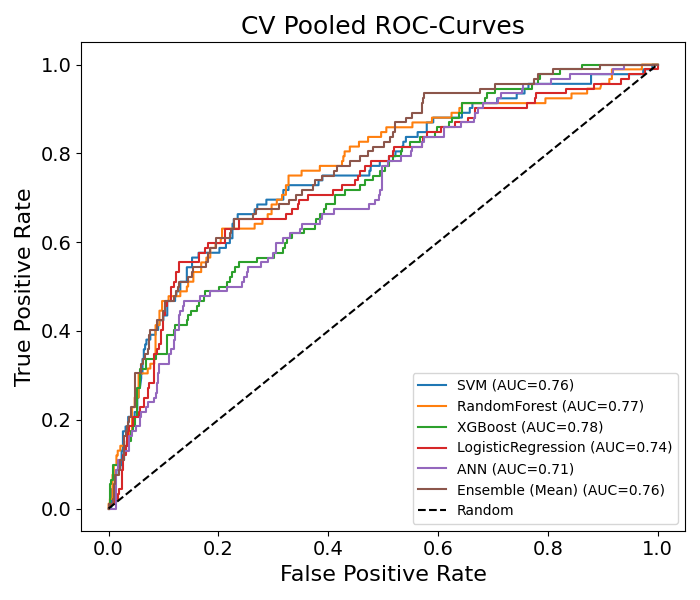 CV Pooled ROC-Curves
True Positive Rate
1.0
0.8
0.6
0.4
0.2
0.0
SVM (AUC=0.76)
RandomForest (AUC=0.77)
XGBoost (AUC=0.78)
LogisticRegression (AUC=0.74)
ANN (AUC=0.71)
Ensemble (Mean) (AUC=0.76)
Random
0.0 0.2 0.4 0.6 0.8 1.0
False Positive Rate